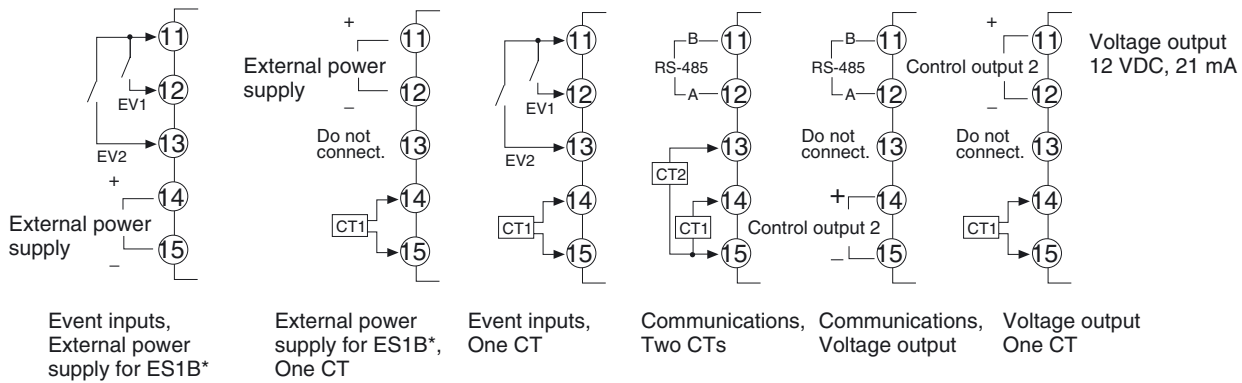 11
12
EV1
13
EV2
+
14
External power
supply
15
–
Event inputs,
External power
supply for ES1B*
+
11
External power
supply
12
–
Do not
connect.
13
14
CT1
15
External power
supply for ES1B*,
One CT
11
12
EV1
13
EV2
14
CT1
15
Event inputs,
One CT
B
11
RS-485
A
12
13
CT2
14
CT1
15
Communications,
Two CTs
B
11
RS-485
A
12
Do not
connect.
13
+
14
Control output 2
–
15
Communications,
Voltage output
+
11
Control output 2
12
–
Do not
connect.
13
14
CT1
15
Voltage output
One CT
Voltage output
12 VDC, 21 mA